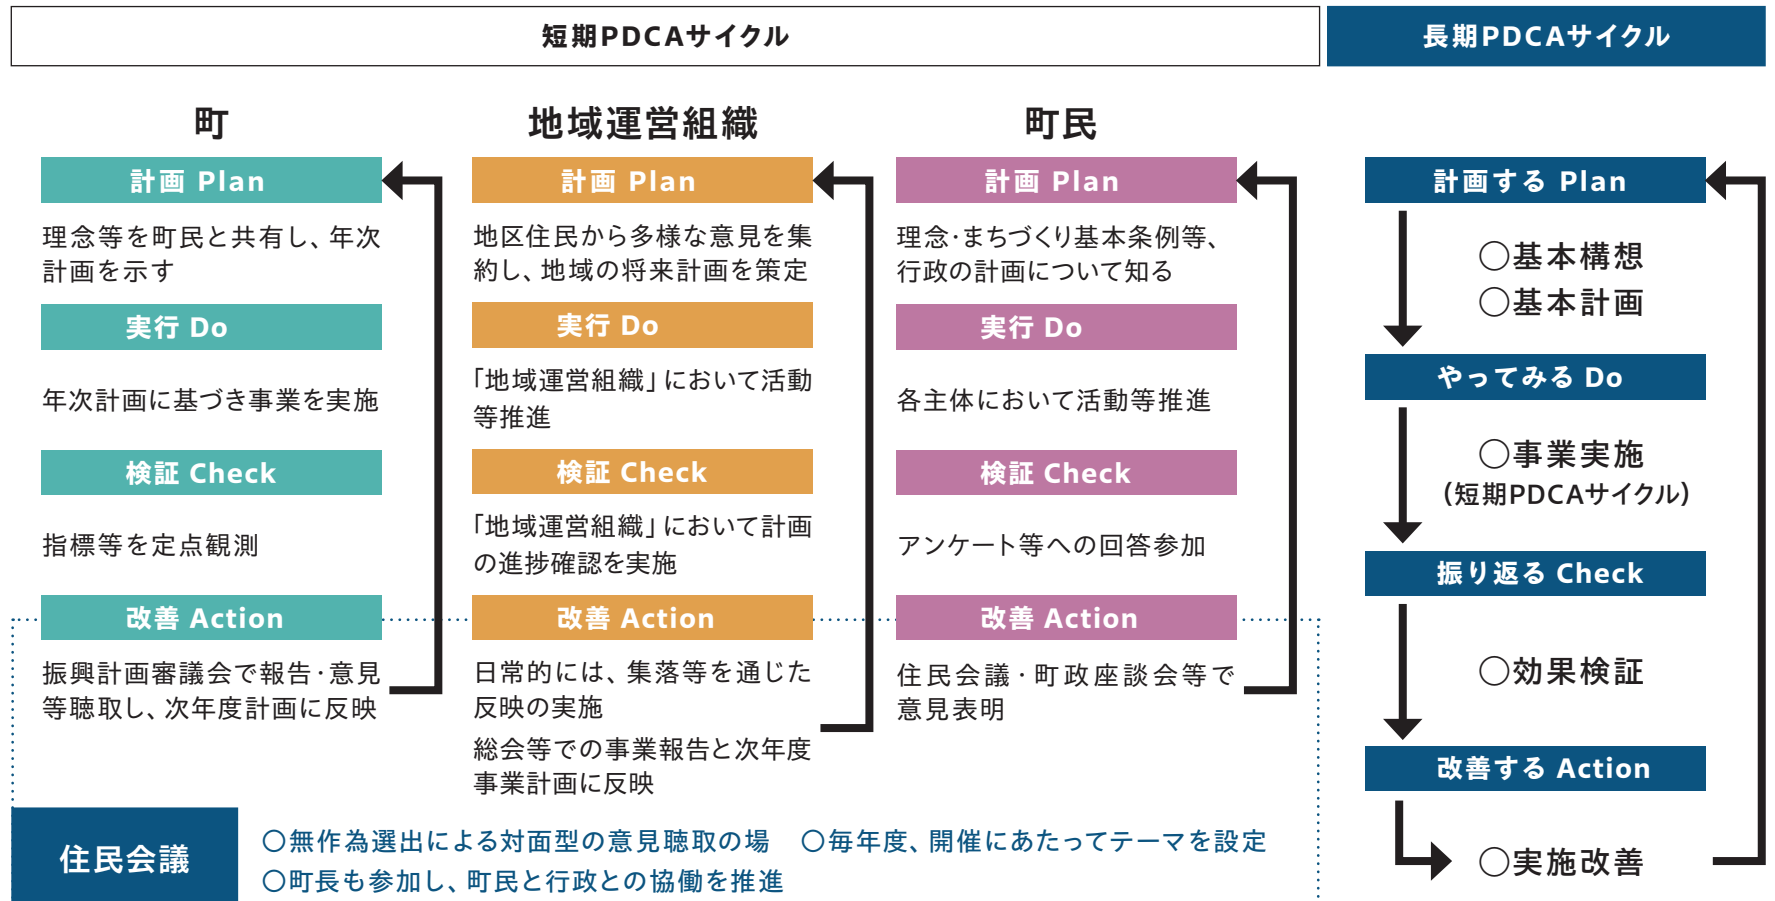 短期PDCAサイクル
長期PDCAサイクル
町
計画 Plan
理念等を町民と共有し、年次
計画を示す
実行 Do
年次計画に基づき事業を実施
検証 Check
指標等を定点観測
改善 Action
振興計画審議会で報告・意見
等聴取し、次年度計画に反映
地域運営組織
計画 Plan
地区住民から多様な意見を集
約し、地域の将来計画を策定
実行 Do
「地域運営組織」において活動
等推進
検証 Check
「地域運営組織」において計画
の進捗確認を実施
改善 Action
日常的には、集落等を通じた
反映の実施
総会等での事業報告と次年度
事業計画に反映
町民
計画 Plan
理念・まちづくり基本条例等、
行政の計画について知る
実行 Do
各主体において活動等推進
検証 Check
アンケート等への回答参加
改善 Action
住民会議・町政座談会等で
意見表明
計画する Plan
○基本構想
○基本計画
やってみる Do
○事業実施
(短期PDCAサイクル)
振り返る Check
○効果検証
改善する Action
○実施改善
住民会議
○無作為選出による対面型の意見聴取の場 ○毎年度、開催にあたってテーマを設定
○町長も参加し、町民と行政との協働を推進